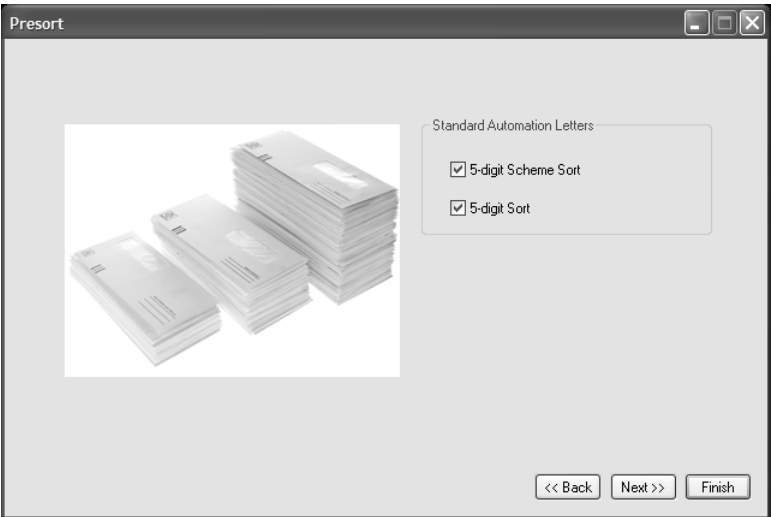 Presort
Standard Automation Letters
5-digit Scheme Sort
5-digit Sort
<< Back Next >> Finish